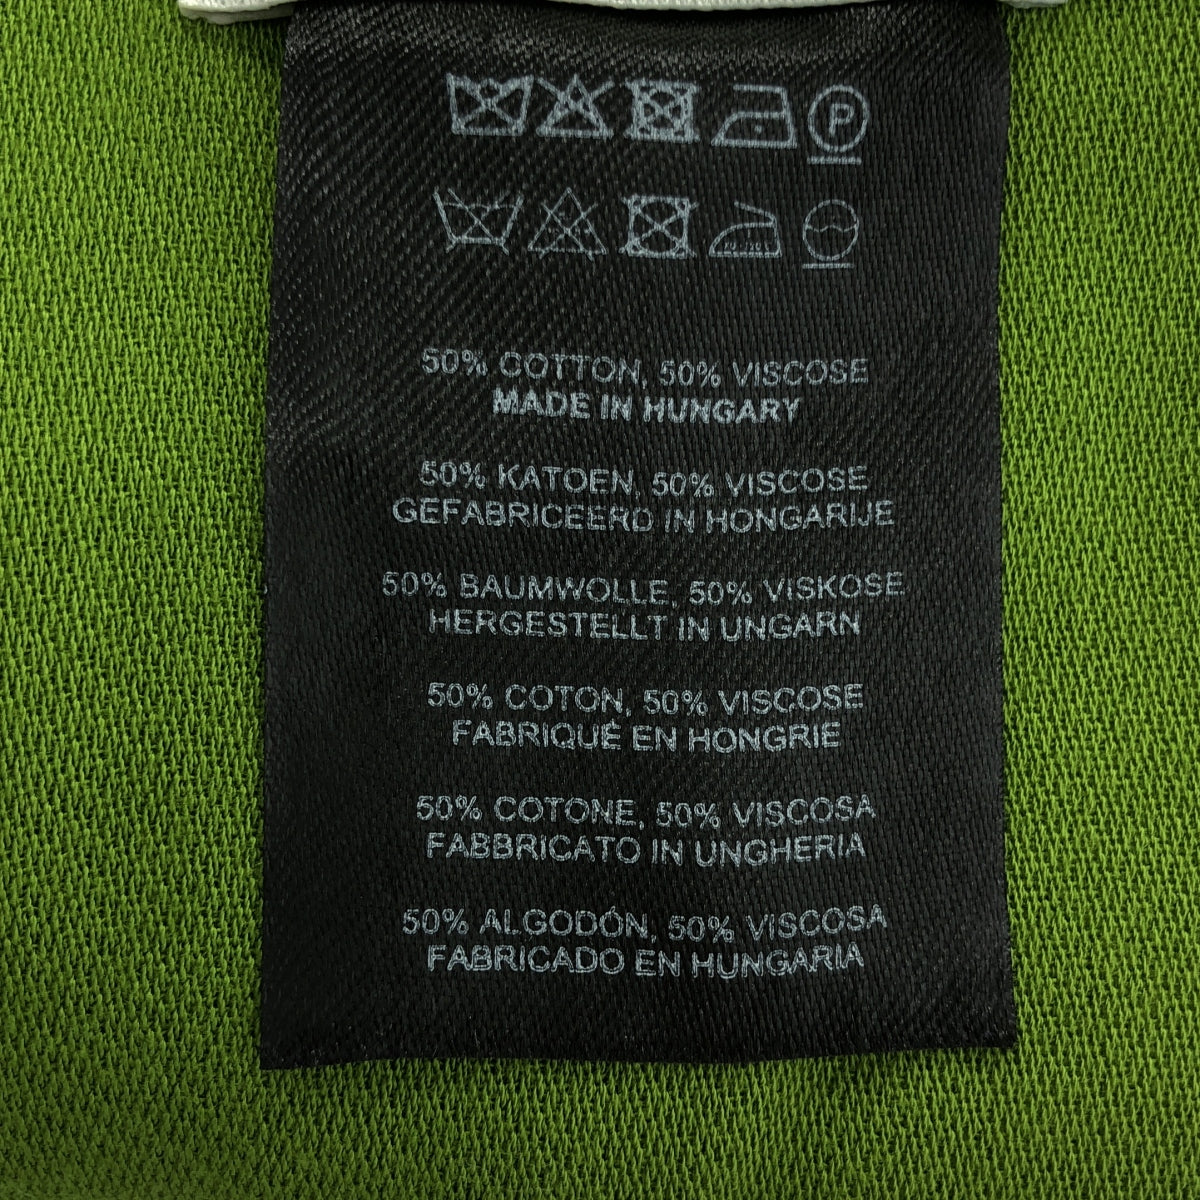 P
50% COTTON, 50% VISCOSE
MADE IN HUNGARY
50% KATOEN, 50% VISCOSE
GEFABRICEERD IN HONGARIJE
50% BAUMWOLLE, 50% VISKOSE
HERGESTELLT IN UNGARN
50% COTON, 50% VISCOSE
FABRIQUÉ EN HONGRIE
50% COTONE, 50% VISCOSA
FABBRICATO IN UNGHERIA
50% ALGODÓN, 50% VISCOSA
FABRICADO EN HUNGARIA